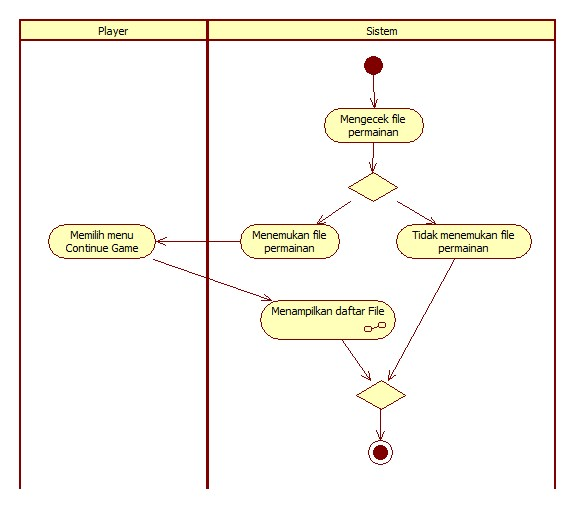 Player
Sistem
Mengecek file
permainan
Memilih menu
Continue Game
Menemukan file
permainan
Tidak menemukan file
permainan
Menampilkan daftar File